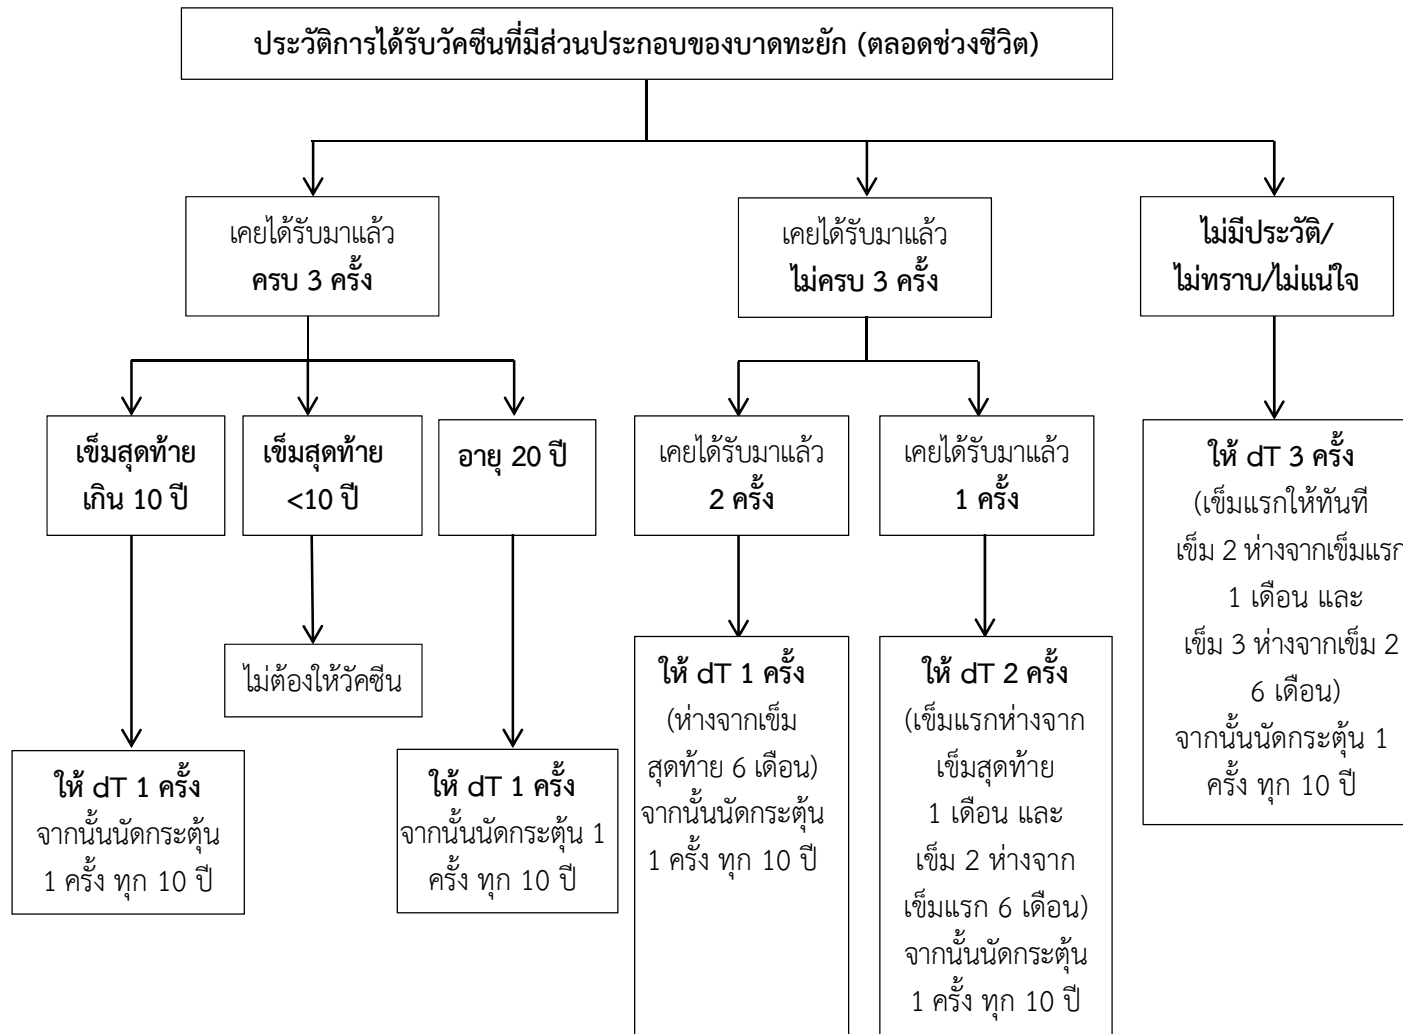 ประวัติการได้รับวัคซีนที่มีส่วนประกอบของบาดทะยัก (ตลอดช่วงชีวิต)
เคยได้รับมาแล้ว
ครบ 3 ครั้ง
เคยได้รับมาแล้ว
ไม่ครบ 3 ครั้ง
ไม่มีประวัติ/
ไม่ทราบ/ไม่แน่ใจ
เข็มสุดท้าย
เกิน 10 ปี
เข็มสุดท้าย
<10 ปี
อายุ 20 ปี
เคยได้รับมาแล้ว
2 ครั้ง
เคยได้รับมาแล้ว
1 ครั้ง
ให้ dT 3 ครั้ง
(เข็มแรกให้ทันที
เข็ม 2 ห่างจากเข็มแรก
1 เดือน และ
เข็ม 3 ห่างจากเข็ม 2
6 เดือน)
จากนั้นนัดกระตุ้น 1
ครั้ง ทุก 10 ปี
ไม่ต้องให้วัคซีน
ให้ dT 1 ครั้ง
จากนั้นนัดกระตุ้น
1 ครั้ง ทุก 10 ปี
ให้ dT 1 ครั้ง
จากนั้นนัดกระตุ้น 1
ครั้ง ทุก 10 ปี
ให้ dT 1 ครั้ง
(ห่างจากเข็ม
สุดท้าย 6 เดือน)
จากนั้นนัดกระตุ้น
1 ครั้ง ทุก 10 ปี
ให้ dT 2 ครั้ง
(เข็มแรกห่างจาก
เข็มสุดท้าย
1 เดือน และ
เข็ม 2 ห่างจาก
เข็มแรก 6 เดือน)
จากนั้นนัดกระตุ้น
1 ครั้ง ทุก 10 ปี